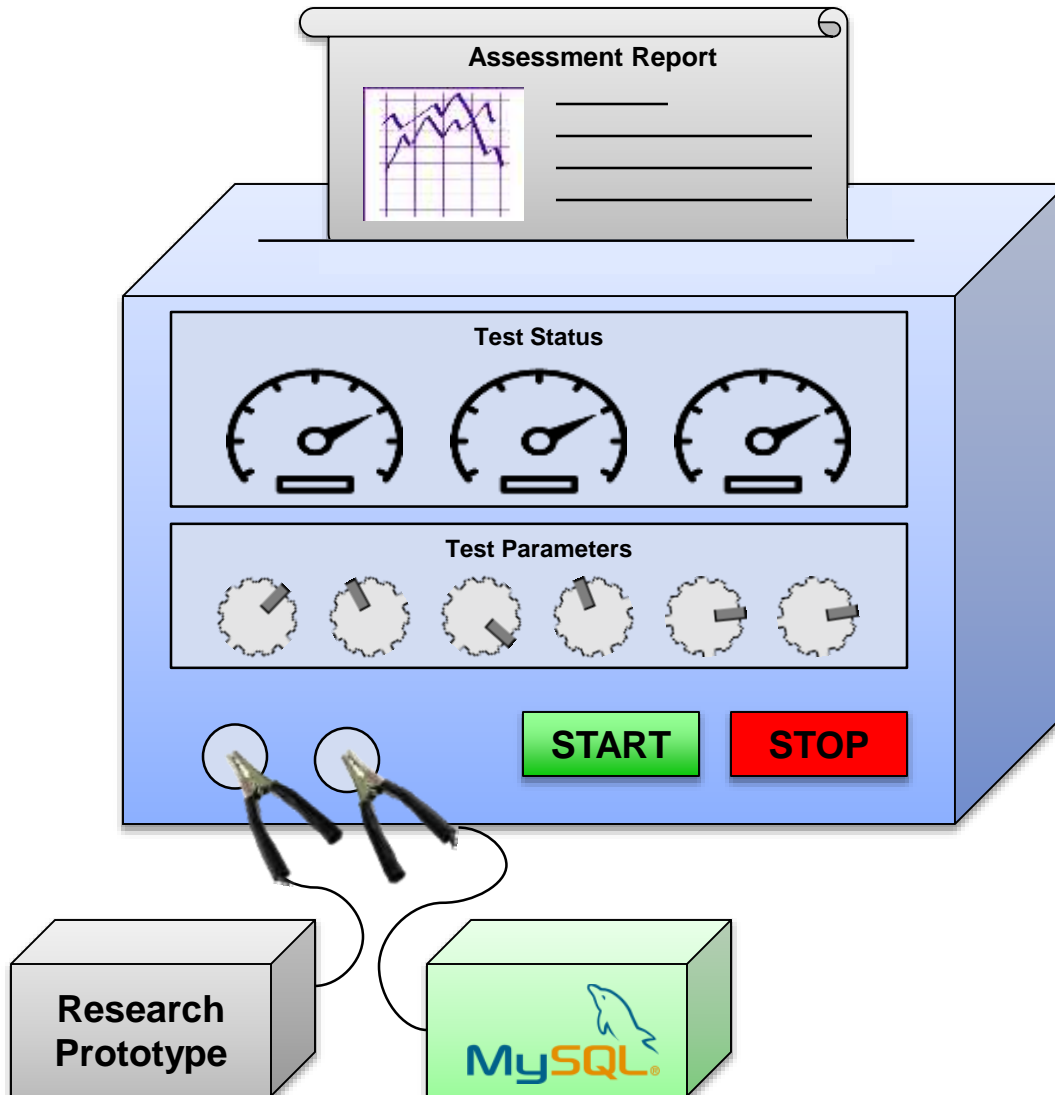 Assessment Report
Test Status
Test Parameters
START
STOP
Research
Prototype
MySQL®